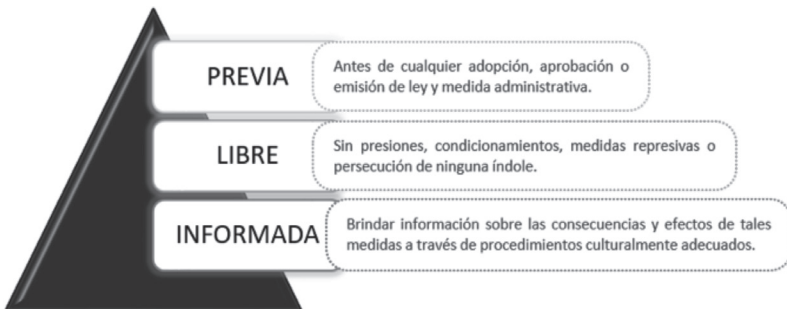 PREVIA
Antes de cualquier adopción, aprobación o
emisión de ley y medida administrativa.
LIBRE
Sin presiones, condicionamientos, medidas represivas o
persecución de ninguna índole.
INFORMADA
Brindar información sobre las consecuencias y efectos de tales
medidas a través de procedimientos culturalmente adecuados.